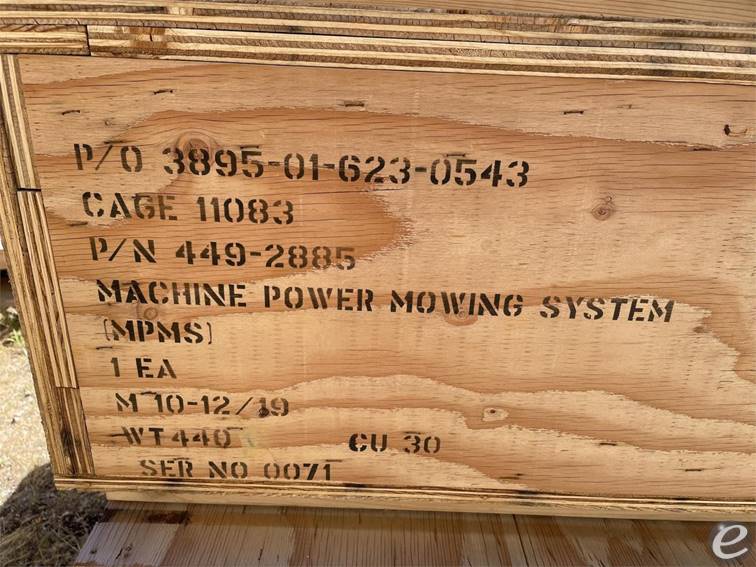 P/O 3895-01-623-0543
CAGE 11083
P/N 449-2885
MACHINE POWER MOWING SYSTEM
(MPMS)
1 EA
M 10-12/19
WT 440 CU 30
SER NO 0071
e